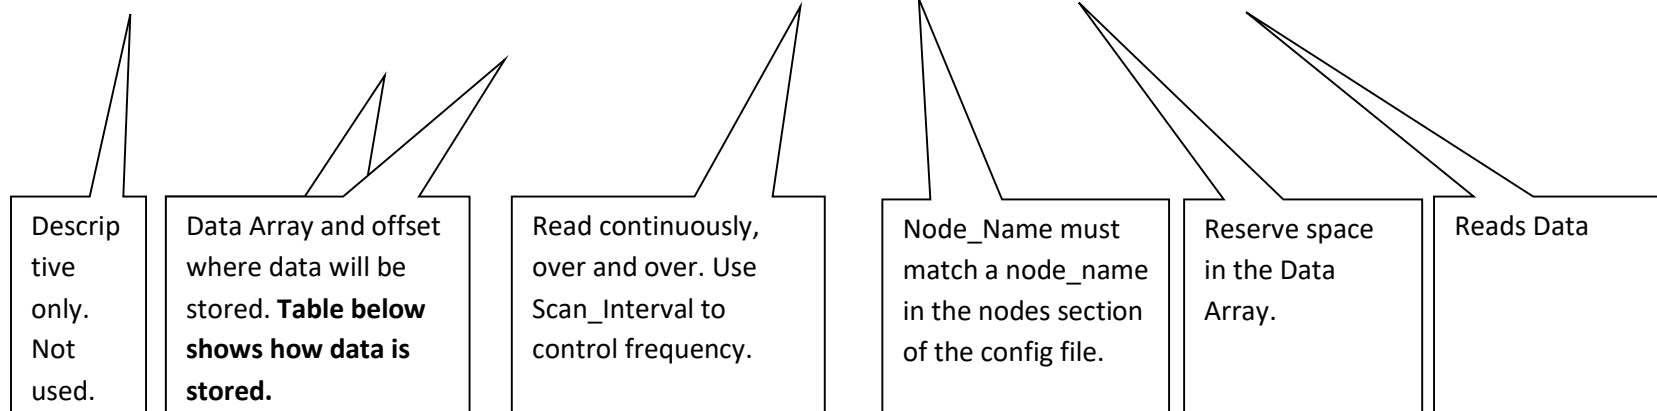 Descrip
tive
only.
Not
used.
Data Array and offset
where data will be
stored. Table below
shows how data is
stored.
Read continuously,
over and over. Use
Scan_Interval to
control frequency.
Node_Name must
match a node_name
in the nodes section
of the config file.
Reserve space
in the Data
Array.
Reads Data